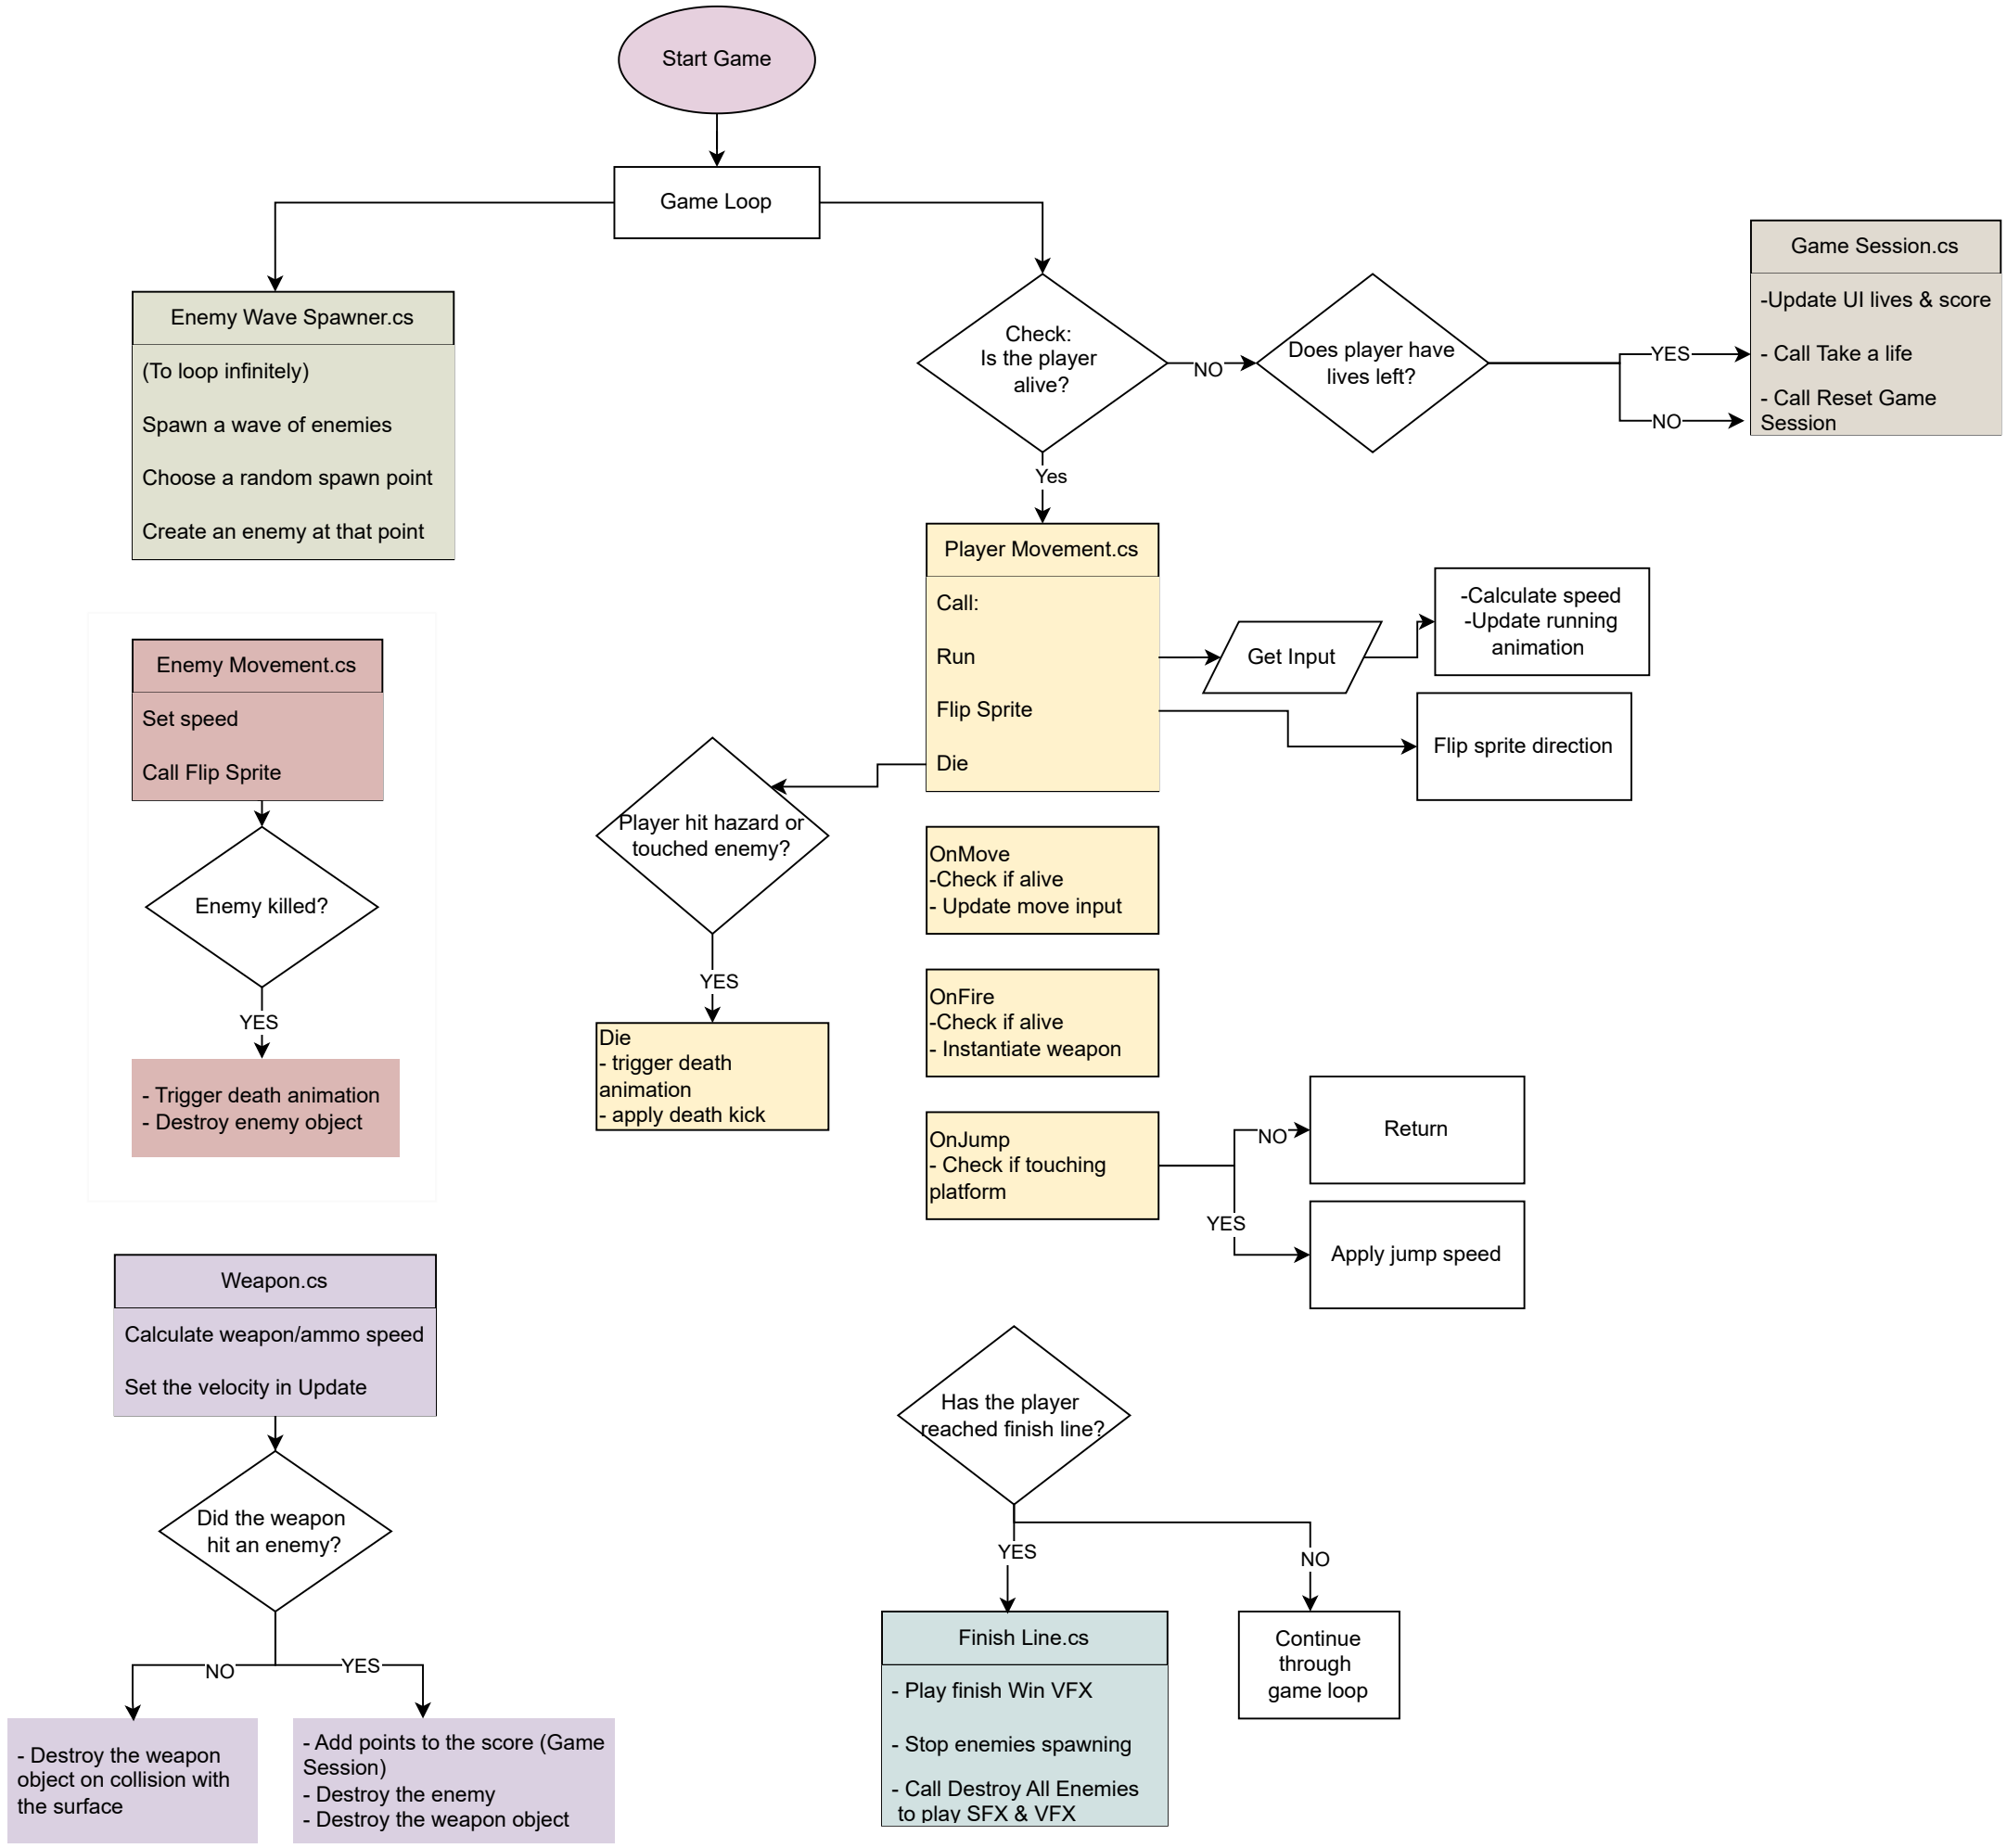 Start Game
Game Loop
Enemy Wave Spawner.cs
(To loop infinitely)
Spawn a wave of enemies
Choose a random spawn point
Create an enemy at that point
Check:
Is the player
alive?
NO
Does player have
lives left?
YES
NO
Game Session.cs
-Update UI lives & score
- Call Take a life
- Call Reset Game
Session
Yes
Player Movement.cs
Call:
Run
Flip Sprite
Die
Get Input
-Calculate speed
-Update running
animation
Flip sprite direction
Enemy Movement.cs
Set speed
Call Flip Sprite
Enemy killed?
YES
- Trigger death animation
- Destroy enemy object
Player hit hazard or
touched enemy?
YES
Die
- trigger death
animation
- apply death kick
OnMove
-Check if alive
- Update move input
OnFire
-Check if alive
- Instantiate weapon
OnJump
- Check if touching
platform
NO
Return
YES
Apply jump speed
Weapon.cs
Calculate weapon/ammo speed
Set the velocity in Update
Did the weapon
hit an enemy?
NO
YES
- Destroy the weapon
object on collision with
the surface
- Add points to the score (Game
Session)
- Destroy the enemy
- Destroy the weapon object
Has the player
reached finish line?
YES
NO
Finish Line.cs
- Play finish Win VFX
- Stop enemies spawning
- Call Destroy All Enemies
to play SFX & VFX
Continue
through
game loop